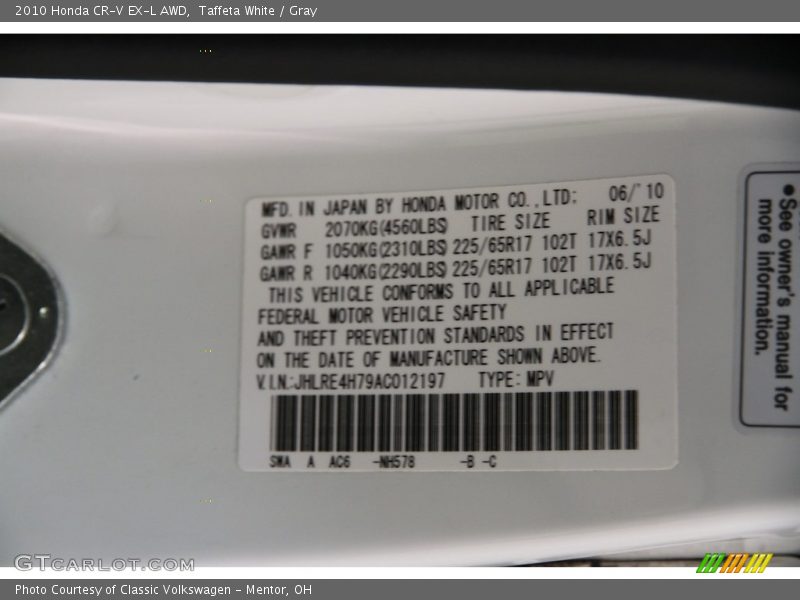 2010 Honda CR-V EX-L AWD,  Taffeta White / Gray
MFD. IN JAPAN BY HONDA MOTOR CO., LTD: 06/'10
GVWR 2070KG(4560LBS) TIRE SIZE RIM SIZE
GAWR F 1050KG(2310LBS) 225/65R17 102T 17X6.5J
GAWR R 1040KG(2290LBS) 225/65R17 102T 17X6.5J
THIS VEHICLE CONFORMS TO ALL APPLICABLE
FEDERAL MOTOR VEHICLE SAFETY
AND THEFT PREVENTION STANDARDS IN EFFECT
ON THE DATE OF MANUFACTURE SHOWN ABOVE.
V.I.N.:JHLRE4H79AC012197 TYPE: MPV
SWA A AC6 -NH578 -B -C
●See owner's manual for
more information.
GTCARLOT.COM
Photo Courtesy of Classic Volkswagen - Mentor, OH